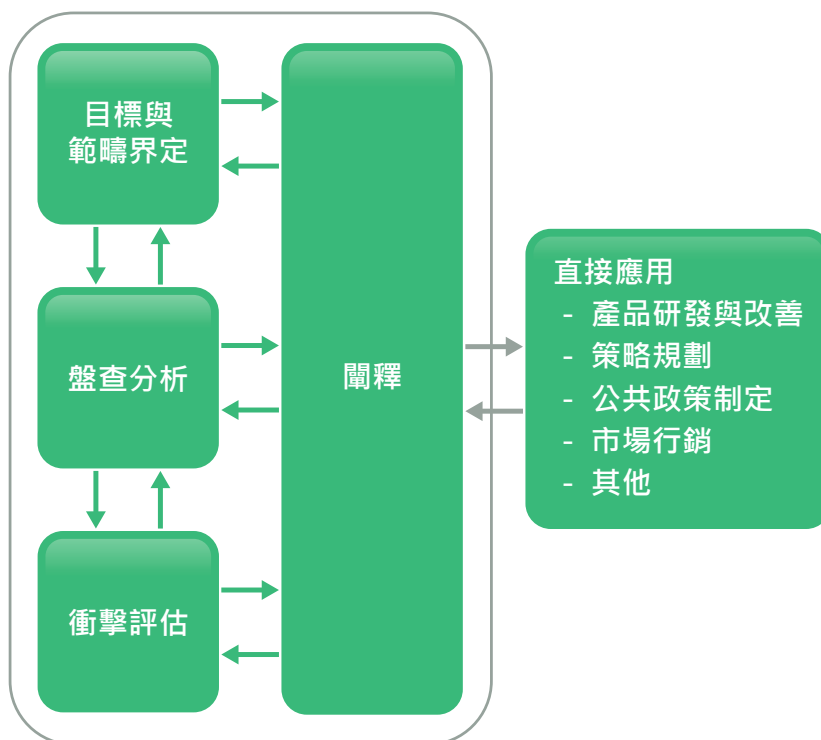 目標與
範疇界定
盤查分析
衝擊評估
闡釋
直接應用
- 產品研發與改善
- 策略規劃
- 公共政策制定
- 市場行銷
- 其他